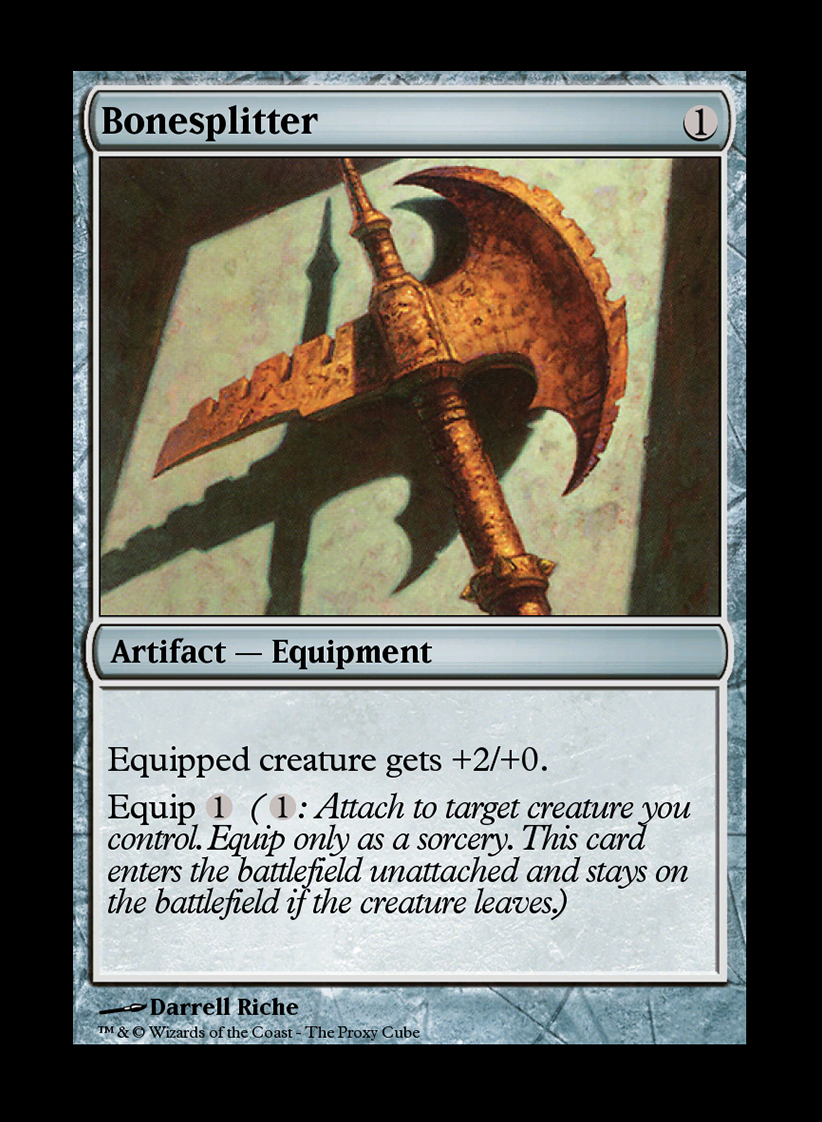 Bonesplitter 1
Artifact — Equipment
Equipped creature gets +2/+0.
Equip 1 ( 1: Attach to target creature you
control. Equip only as a sorcery. This card
enters the battlefield unattached and stays on
the battlefield if the creature leaves.)
Darrell Riche
™ & © Wizards of the Coast - The Proxy Cube